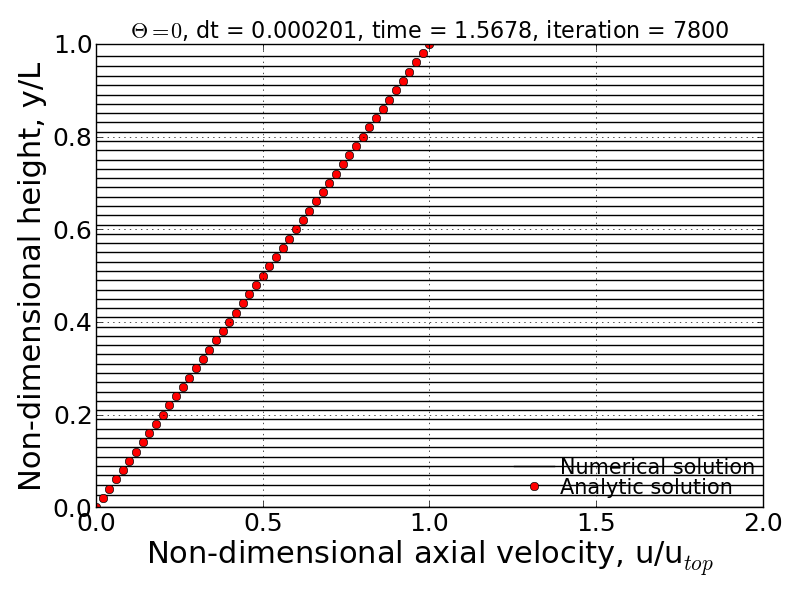 Θ=0, dt = 0.000201, time = 1.5678, iteration = 7800
1.0
0.8
0.6
0.4
0.2
0.0
Non-dimensional height, y/L
Numerical solution
Analytic solution
0.0 0.5 1.0 1.5 2.0
Non-dimensional axial velocity, u/u_top